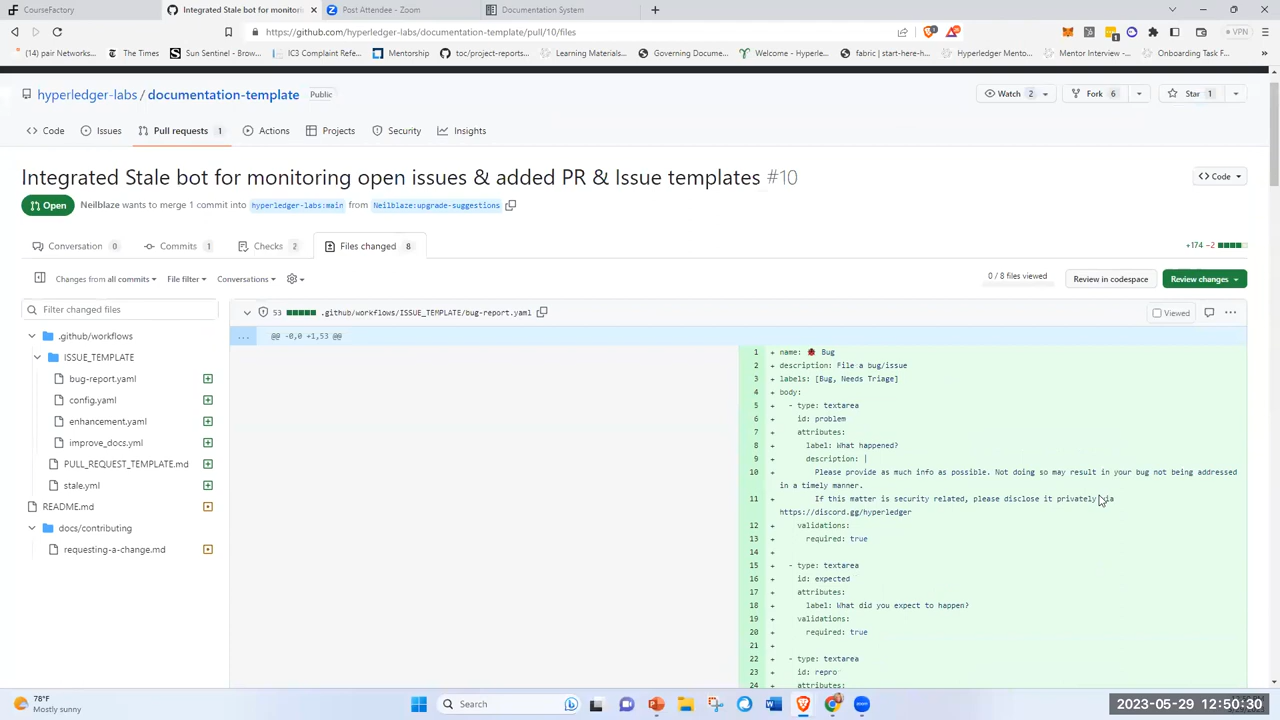 CourseFactory
Integrated Stale bot for monitori
Post Attendee - Zoom
Documentation System
https://github.com/hyperledger-labs/documentation-template/pull/10/files
VPN
(14) pair Networks...
The Times
Sun Sentinel - Brow...
IC3 Complaint Refe...
Mentorship
toc/project-reports...
Learning Materials...
Governing Docume...
Welcome - Hyperle...
fabric | start-here-h...
Hyperledger Mento...
Mentor Interview -...
Onboarding Task F...
hyperledger-labs / documentation-template Public
Watch 2
Fork 6
Star 1
Code
Issues
Pull requests 1
Actions
Projects
Security
Insights
Integrated Stale bot for monitoring open issues & added PR & Issue templates #10
Code
Open Neilblaze wants to merge 1 commit into hyperledger-labs:main from Neilblaze:upgrade-suggestions
Conversation 0
Commits 1
Checks 2
Files changed 8
+174 −2
Changes from all commits
File filter
Conversations
0 / 8 files viewed
Review in codespace
Review changes
Filter changed files
.github/workflows
ISSUE_TEMPLATE
bug-report.yaml
config.yaml
enhancement.yaml
improve_docs.yml
PULL_REQUEST_TEMPLATE.md
stale.yml
README.md
docs/contributing
requesting-a-change.md
53 .github/workflows/ISSUE_TEMPLATE/bug-report.yaml
Viewed
... @@ -0,0 +1,53 @@
1 + name: 🐞 Bug
2 + description: File a bug/issue
3 + labels: [Bug, Needs Triage]
4 + body:
5 + - type: textarea
6 + id: problem
7 + attributes:
8 + label: What happened?
9 + description: |
10 + Please provide as much info as possible. Not doing so may result in your bug not being addressed
in a timely manner.
11 + If this matter is security related, please disclose it privately via
https://discord.gg/hyperledger
12 + validations:
13 + required: true
14 +
15 + - type: textarea
16 + id: expected
17 + attributes:
18 + label: What did you expect to happen?
19 + validations:
20 + required: true
21 +
22 + - type: textarea
23 + id: repro
24 + attributes:
78°F
Mostly sunny
Search
2023-05-29 12:50:30